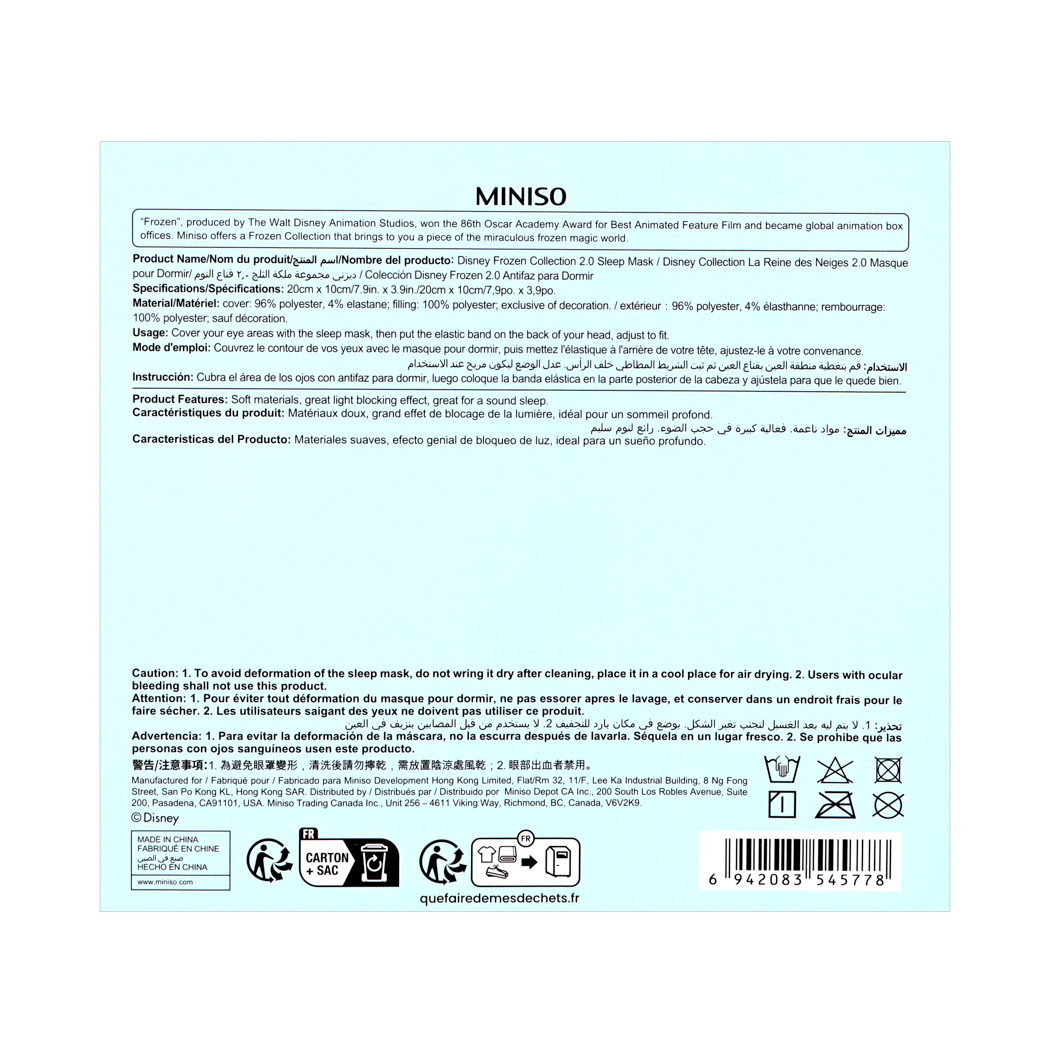 MINISO
"Frozen", produced by The Walt Disney Animation Studios, won the 86th Oscar Academy Award for Best Animated Feature Film and became global animation box
offices. Miniso offers a Frozen Collection that brings to you a piece of the miraculous frozen magic world.
Product Name/Nom du produit/اسم المنتج/Nombre del producto: Disney Frozen Collection 2.0 Sleep Mask / Disney Collection La Reine des Neiges 2.0 Masque
pour Dormir/ ديزني مجموعة ملكة الثلج ٢,٠ قناع النوم / Colección Disney Frozen 2.0 Antifaz para Dormir
Specifications/Spécifications: 20cm x 10cm/7.9in. x 3.9in./20cm x 10cm/7,9po. x 3,9po.
Material/Matériel: cover: 96% polyester, 4% elastane; filling: 100% polyester; exclusive of decoration. / extérieur : 96% polyester, 4% élasthanne; rembourrage:
100% polyester; sauf décoration.
Usage: Cover your eye areas with the sleep mask, then put the elastic band on the back of your head, adjust to fit.
Mode d'emploi: Couvrez le contour de vos yeux avec le masque pour dormir, puis mettez l'élastique à l'arrière de votre tête, ajustez-le à votre convenance.
الاستخدام: قم بتغطية منطقة العين بقناع العين ثم ثبت الشريط المطاطي خلف الرأس. عدل الوضع ليكون مريح عند الاستخدام
Instrucción: Cubra el área de los ojos con antifaz para dormir, luego coloque la banda elástica en la parte posterior de la cabeza y ajústela para que le quede bien.
Product Features: Soft materials, great light blocking effect, great for a sound sleep.
Caractéristiques du produit: Matériaux doux, grand effet de blocage de la lumière, idéal pour un sommeil profond.
مميزات المنتج: مواد ناعمة. فعالية كبيرة في حجب الضوء. رائع لنوم سليم
Características del Producto: Materiales suaves, efecto genial de bloqueo de luz, ideal para un sueño profundo.
Caution: 1. To avoid deformation of the sleep mask, do not wring it dry after cleaning, place it in a cool place for air drying. 2. Users with ocular
bleeding shall not use this product.
Attention: 1. Pour éviter tout déformation du masque pour dormir, ne pas essorer apres le lavage, et conserver dans un endroit frais pour le
faire sécher. 2. Les utilisateurs saigant des yeux ne doivent pas utiliser ce produit.
تحذير: 1. لا يتم ليه بعد الغسيل لتجنب تغير الشكل. يوضع في مكان بارد للتجفيف 2. لا يستخدم من قبل المصابين بنزيف في العين
Advertencia: 1. Para evitar la deformación de la máscara, no la escurra después de lavarla. Séquela en un lugar fresco. 2. Se prohibe que las
personas con ojos sanguíneos usen este producto.
警告/注意事項:1. 為避免眼罩變形，清洗後請勿擰乾，需放置陰涼處風乾；2. 眼部出血者禁用。
Manufactured for / Fabriqué pour / Fabricado para Miniso Development Hong Kong Limited, Flat/Rm 32, 11/F, Lee Ka Industrial Building, 8 Ng Fong
Street, San Po Kong KL, Hong Kong SAR. Distributed by / Distribués par / Distribuido por Miniso Depot CA Inc., 200 South Los Robles Avenue, Suite
200, Pasadena, CA91101, USA. Miniso Trading Canada Inc., Unit 256 – 4611 Viking Way, Richmond, BC, Canada, V6V2K9.
©Disney
MADE IN CHINA
FABRIQUÉ EN CHINE
صنع في الصين
HECHO EN CHINA
www.miniso.com
FR
CARTON
+ SAC
FR
quefairedemesdechets.fr
6 942083 545778